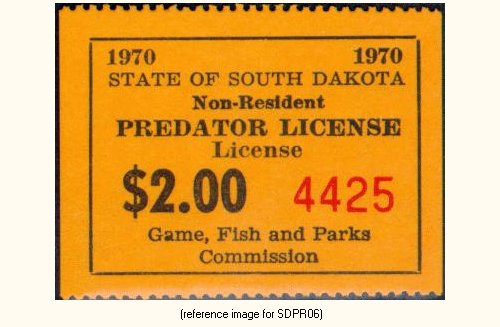 1970 1970
STATE OF SOUTH DAKOTA
Non-Resident
PREDATOR LICENSE
License
$2.00 4425
Game, Fish and Parks
Commission
(reference image for SDPR06)